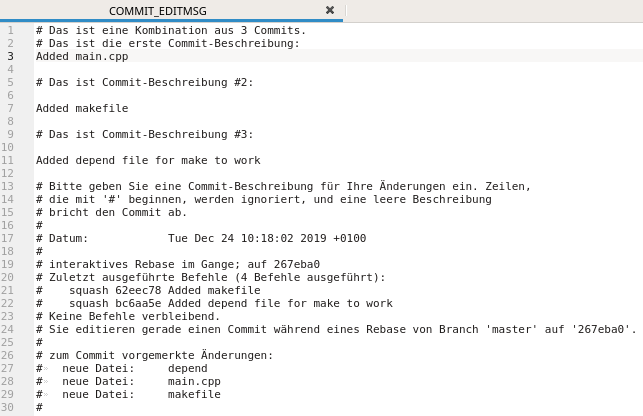 COMMIT_EDITMSG
1 # Das ist eine Kombination aus 3 Commits.
2 # Das ist die erste Commit-Beschreibung:
3 Added main.cpp
4
5 # Das ist Commit-Beschreibung #2:
6
7 Added makefile
8
9 # Das ist Commit-Beschreibung #3:
10
11 Added depend file for make to work
12
13 # Bitte geben Sie eine Commit-Beschreibung für Ihre Änderungen ein. Zeilen,
14 # die mit '#' beginnen, werden ignoriert, und eine leere Beschreibung
15 # bricht den Commit ab.
16 #
17 # Datum:            Tue Dec 24 10:18:02 2019 +0100
18 #
19 # interaktives Rebase im Gange; auf 267eba0
20 # Zuletzt ausgeführte Befehle (4 Befehle ausgeführt):
21 #    squash 62eec78 Added makefile
22 #    squash bc6aa5e Added depend file for make to work
23 # Keine Befehle verbleibend.
24 # Sie editieren gerade einen Commit während eines Rebase von Branch 'master' auf '267eba0'.
25 #
26 # zum Commit vorgemerkte Änderungen:
27 #» neue Datei:     depend
28 #» neue Datei:     main.cpp
29 #» neue Datei:     makefile
30 #